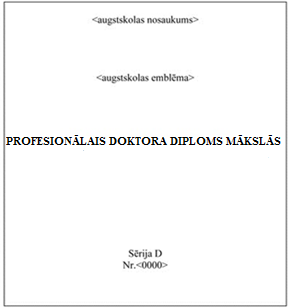 <augstskolas nosaukums>
<augstskolas emblēma>
PROFESIONĀLAIS DOKTORA DIPLOMS MĀKSLĀS
Sērija D
Nr.<0000>